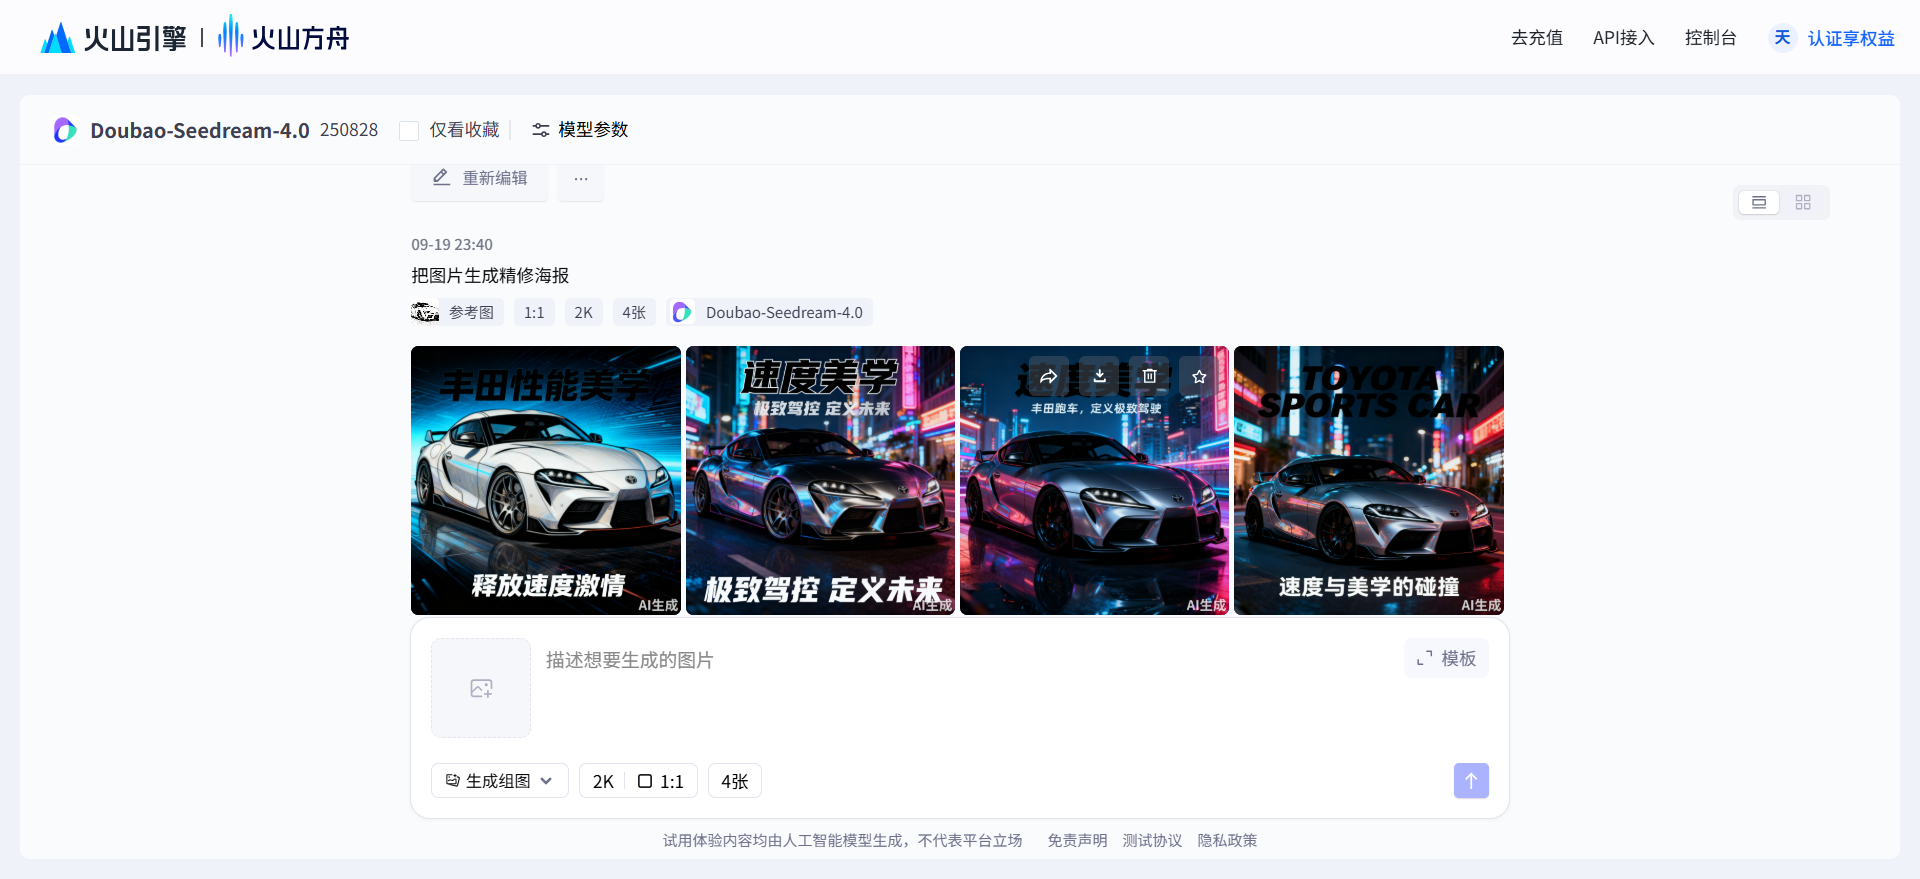 火山引擎 | 火山方舟
去充值 API接入 控制台 天 认证享权益
Doubao-Seedream-4.0 250828 仅看收藏 模型参数
重新编辑 ...
09-19 23:40
把图片生成精修海报
参考图 1:1 2K 4张 Doubao-Seedream-4.0
丰田性能美学
释放速度激情
AI生成
速度美学
极致驾控 定义未来
极致驾控 定义未来
AI生成
速度美学
丰田跑车，定义极致驾驶
AI生成
TOYOTA
SPORTS CAR
速度与美学的碰撞
AI生成
描述想要生成的图片
模板
生成组图 2K 1:1 4张
试用体验内容均由人工智能模型生成，不代表平台立场 免责声明 测试协议 隐私政策